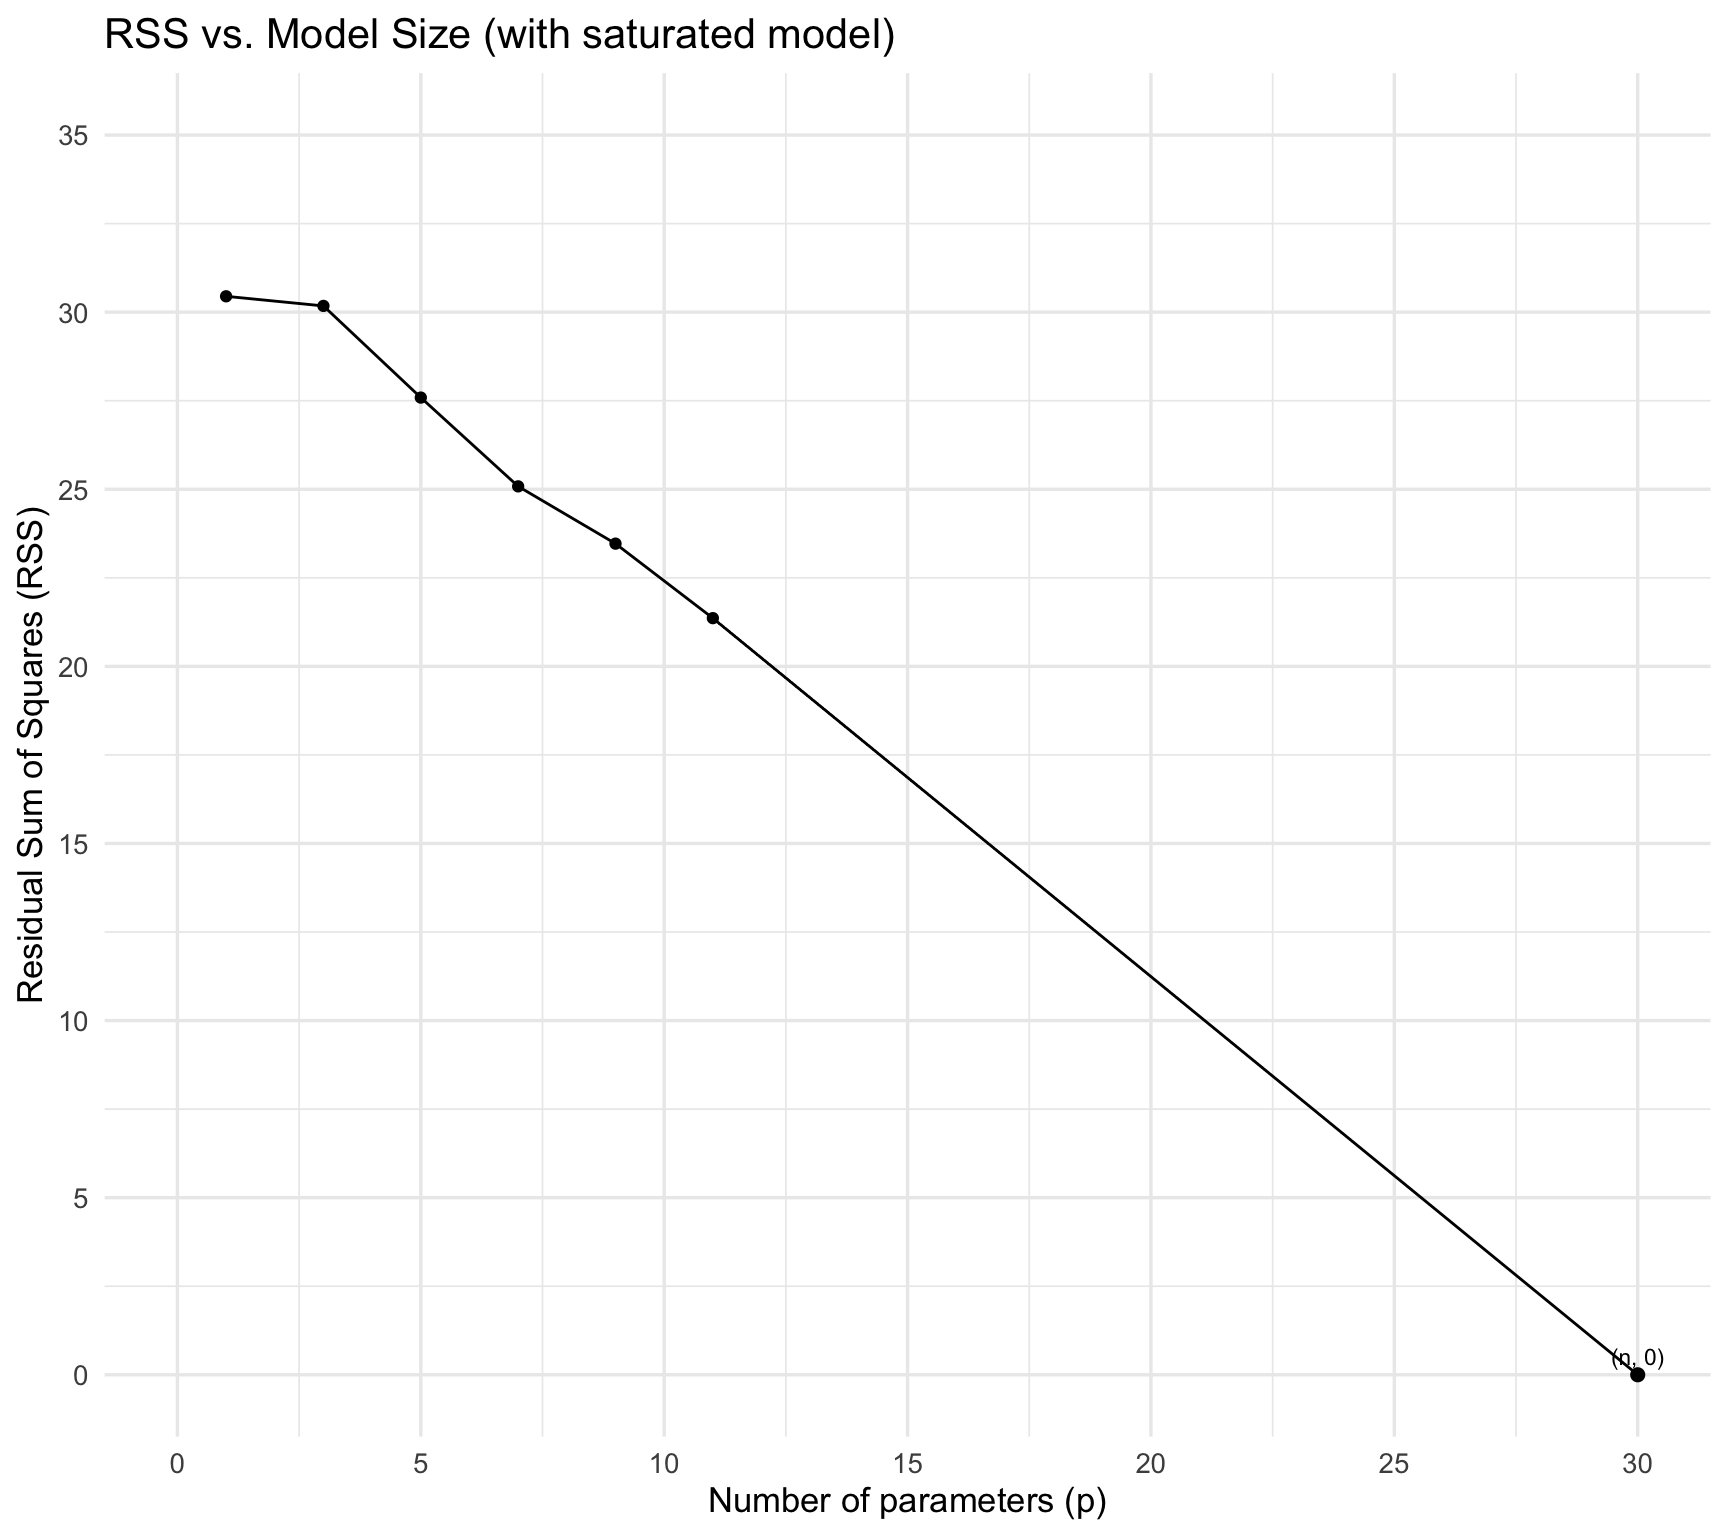 RSS vs. Model Size (with saturated model)
35
30
25
20
15
10
5
0
Residual Sum of Squares (RSS)
(n, 0)
0 5 10 15 20 25 30
Number of parameters (p)